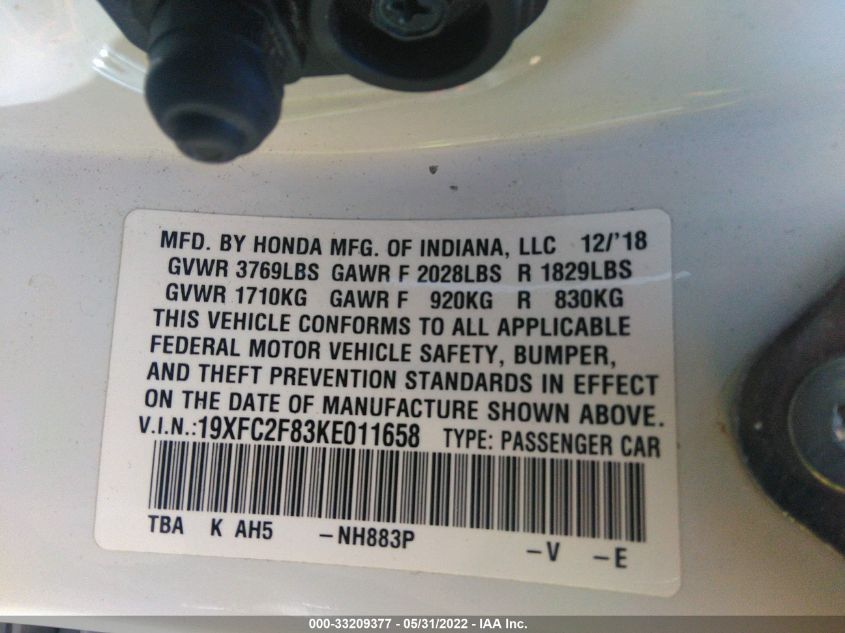 MFD. BY HONDA MFG. OF INDIANA, LLC 12/'18
GVWR 3769LBS GAWR F 2028LBS R 1829LBS
GVWR 1710KG GAWR F 920KG R 830KG
THIS VEHICLE CONFORMS TO ALL APPLICABLE
FEDERAL MOTOR VEHICLE SAFETY, BUMPER,
AND THEFT PREVENTION STANDARDS IN EFFECT
ON THE DATE OF MANUFACTURE SHOWN ABOVE.
V.I.N.:19XFC2F83KE011658 TYPE: PASSENGER CAR
TBA K AH5 –NH883P –V –E
000-33209377 - 05/31/2022 - IAA Inc.